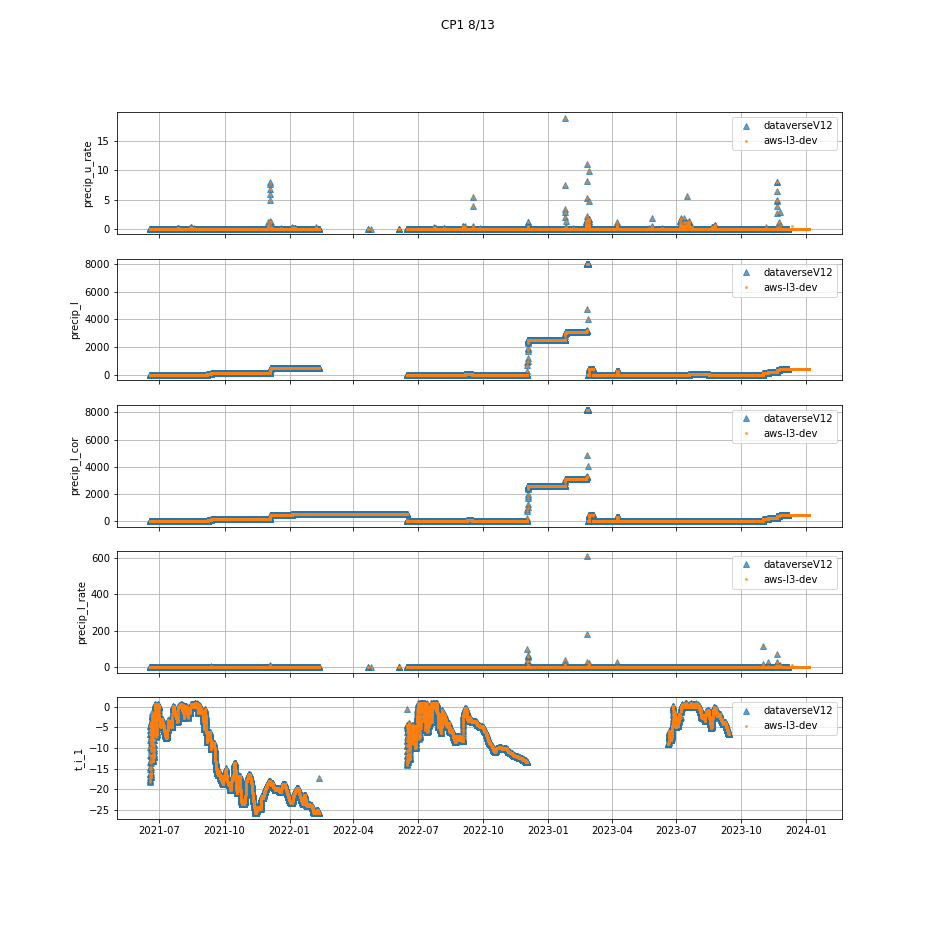 CP1 8/13
precip_u_rate
15
10
5
0
dataverseV12
aws-l3-dev
precip_l
8000
6000
4000
2000
0
dataverseV12
aws-l3-dev
precip_l_cor
8000
6000
4000
2000
0
dataverseV12
aws-l3-dev
precip_l_rate
600
400
200
0
dataverseV12
aws-l3-dev
t_i_1
0
−5
−10
−15
−20
−25
dataverseV12
aws-l3-dev
2021-07 2021-10 2022-01 2022-04 2022-07 2022-10 2023-01 2023-04 2023-07 2023-10 2024-01